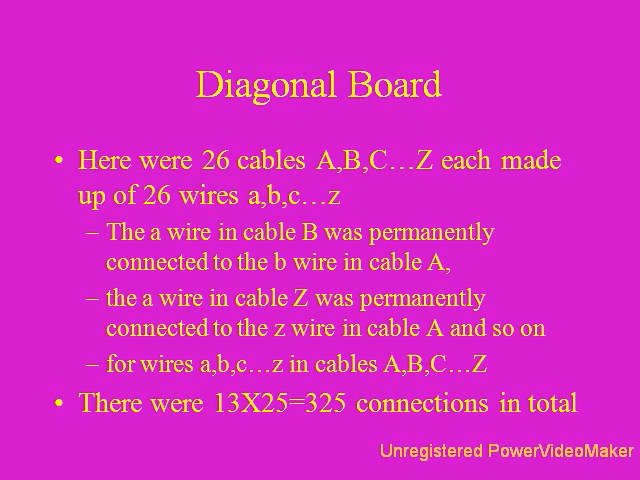 Diagonal Board
• Here were 26 cables A,B,C…Z each made
up of 26 wires a,b,c…z
– The a wire in cable B was permanently
connected to the b wire in cable A,
– the a wire in cable Z was permanently
connected to the z wire in cable A and so on
– for wires a,b,c…z in cables A,B,C…Z
• There were 13X25=325 connections in total
Unregistered PowerVideoMaker